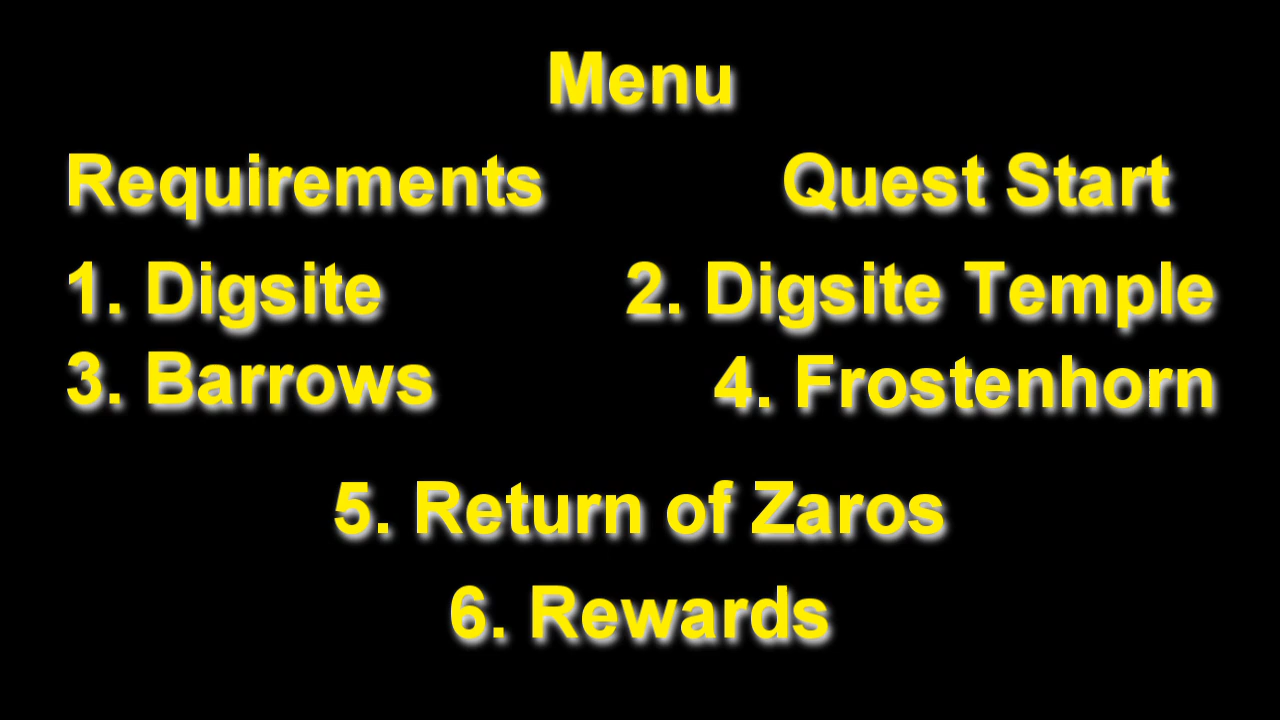 Menu
Requirements
Quest Start
1. Digsite
2. Digsite Temple
3. Barrows
4. Frostenhorn
5. Return of Zaros
6. Rewards